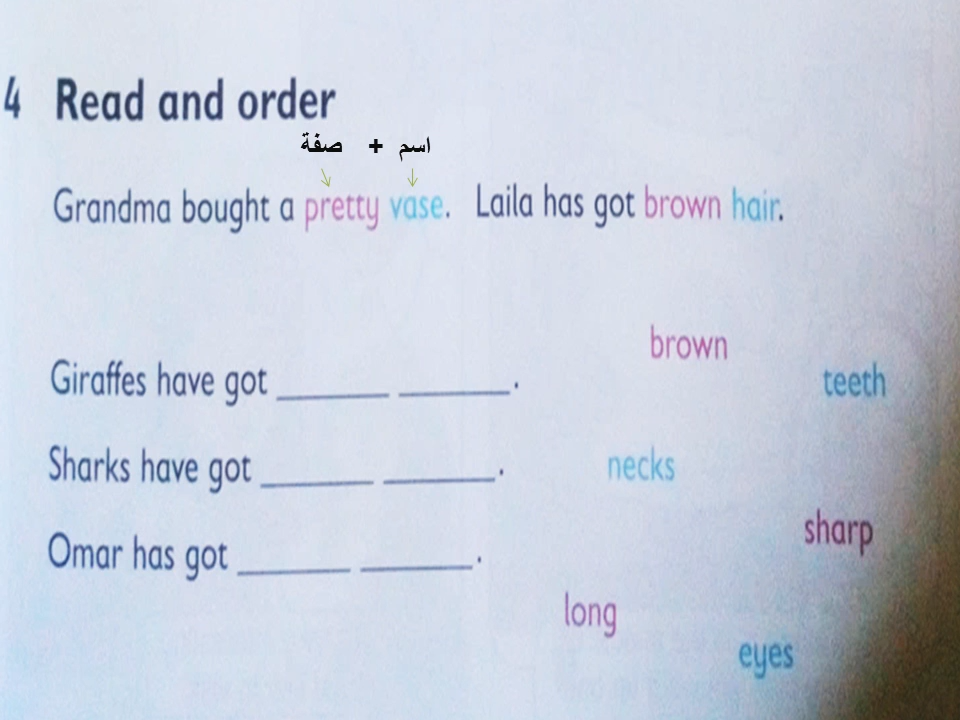 4 Read and order
صفة + اسم
Grandma bought a pretty vase. Laila has got brown hair.
brown
Giraffes have got ______ ______.
teeth
Sharks have got ______ ______.
necks
sharp
Omar has got ______ ______.
long
eyes